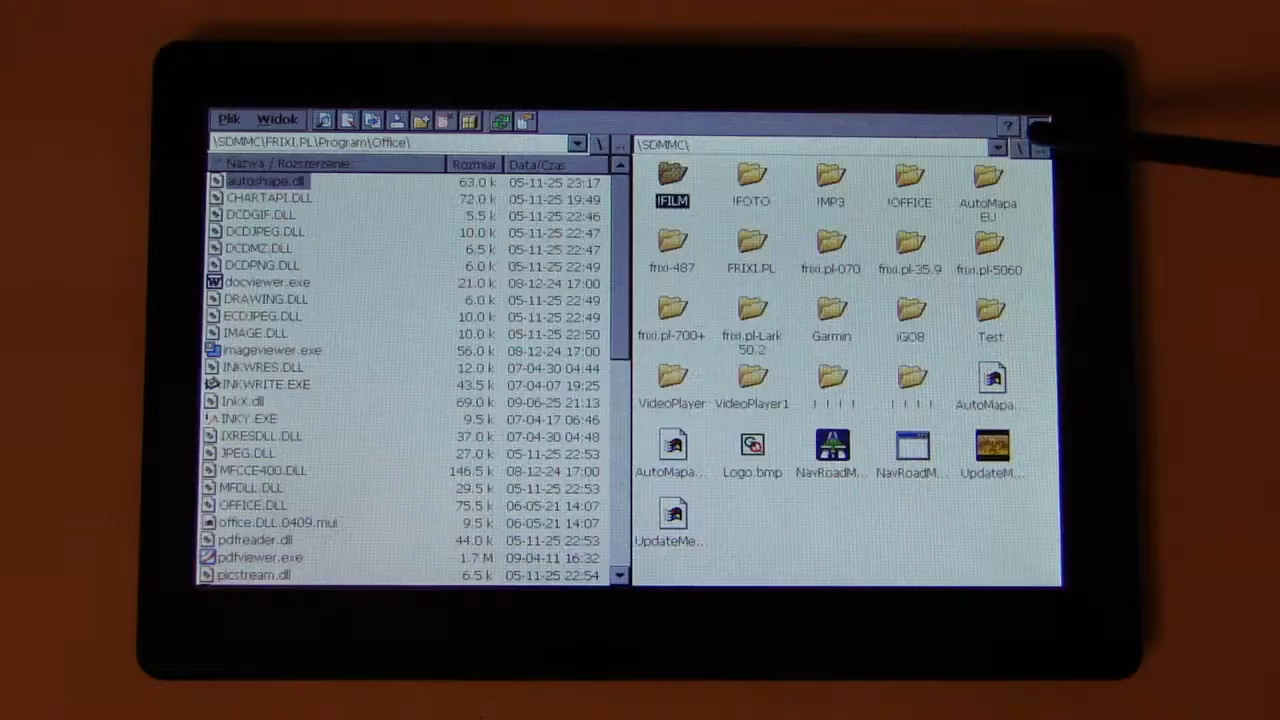 Plik Widok ?
\SDMMC\FRIXI.PL\Program\Office\ \ ..
Nazwa / Rozszerzenie Rozmiar Data/Czas
autoshape.dll 63.0 k 05-11-25 23:17
CHARTAPI.DLL 72.0 k 05-11-25 19:49
DCDGIF.DLL 5.5 k 05-11-25 22:46
DCDJPEG.DLL 10.0 k 05-11-25 22:47
DCDMZ.DLL 6.5 k 05-11-25 22:47
DCDPNG.DLL 6.0 k 05-11-25 22:49
docviewer.exe 21.0 k 08-12-24 17:00
DRAWING.DLL 6.0 k 05-11-25 22:49
ECDJPEG.DLL 10.0 k 05-11-25 22:49
IMAGE.DLL 10.0 k 05-11-25 22:50
imageviewer.exe 56.0 k 08-12-24 17:00
INKWRES.DLL 12.0 k 07-04-30 04:44
INKWRITE.EXE 43.5 k 07-04-07 19:25
InkX.dll 69.0 k 09-06-25 21:13
INKY.EXE 9.5 k 07-04-17 06:46
IXRESDLL.DLL 37.0 k 07-04-30 04:48
JPEG.DLL 27.0 k 05-11-25 22:53
MFCCE400.DLL 146.5 k 08-12-24 17:00
MFDLL.DLL 29.5 k 05-11-25 22:53
OFFICE.DLL 75.5 k 06-05-21 14:07
office.DLL.0409.mui 9.5 k 06-05-21 14:07
pdfreader.dll 44.0 k 05-11-25 22:53
pdfviewer.exe 1.7 M 09-04-11 16:32
picstream.dll 6.5 k 05-11-25 22:54
\SDMMC\ \
!FILM !FOTO !MP3 !OFFICE AutoMapa
EU
frixi-487 FRIXI.PL frixi.pl-070 frixi.pl-35.9 frixi.pl-5060
frixi.pl-700+ frixi.pl-Lark Garmin iGO8 Test
50.2
VideoPlayer VideoPlayer1 AutoMapa...
AutoMapa... Logo.bmp NavRoadM... NavRoadM... UpdateM...
UpdateMe...